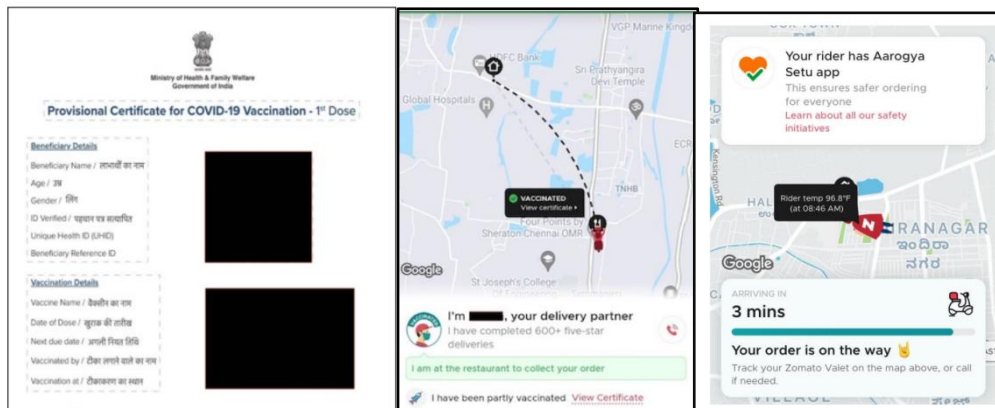 Ministry of Health & Family Welfare
Government of India
Provisional Certificate for COVID-19 Vaccination - 1st Dose
Beneficiary Details
Beneficiary Name / लाभार्थी का नाम
Age / उम्र
Gender / लिंग
ID Verified / पहचान पत्र सत्यापित
Unique Health ID (UHID)
Beneficiary Reference ID
Vaccination Details
Vaccine Name / वैक्सीन का नाम
Date of Dose / खुराक की तारीख
Next due date / अगली नियत तिथि
Vaccinated by / टीका लगाने वाले का नाम
Vaccination at / टीकाकरण का स्थान
VGP Marine Kingdo
HDFC Bank
Sri Prathyangira
Devi Temple
Global Hospitals
H
ECR
TNHB
VACCINATED
View certificate
Four Points by
Sheraton Chennai OMR
Google
St Joseph's College
VACCINATED
I'm , your delivery partner
I have completed 600+ five-star
deliveries
I am at the restaurant to collect your order
I have been partly vaccinated View Certificate
Your rider has Aarogya
Setu app
This ensures safer ordering
for everyone
Learn about all our safety
initiatives
Kensington Rd
HAL
Rider temp 96.8°F
(at 08:46 AM)
N
IRANAGAR
ಇಂದಿರಾ
ನಗರ
Google
ARRIVING IN
3 mins
Your order is on the way
Track your Zomato Valet on the map above, or call
if needed.
VILLAGE